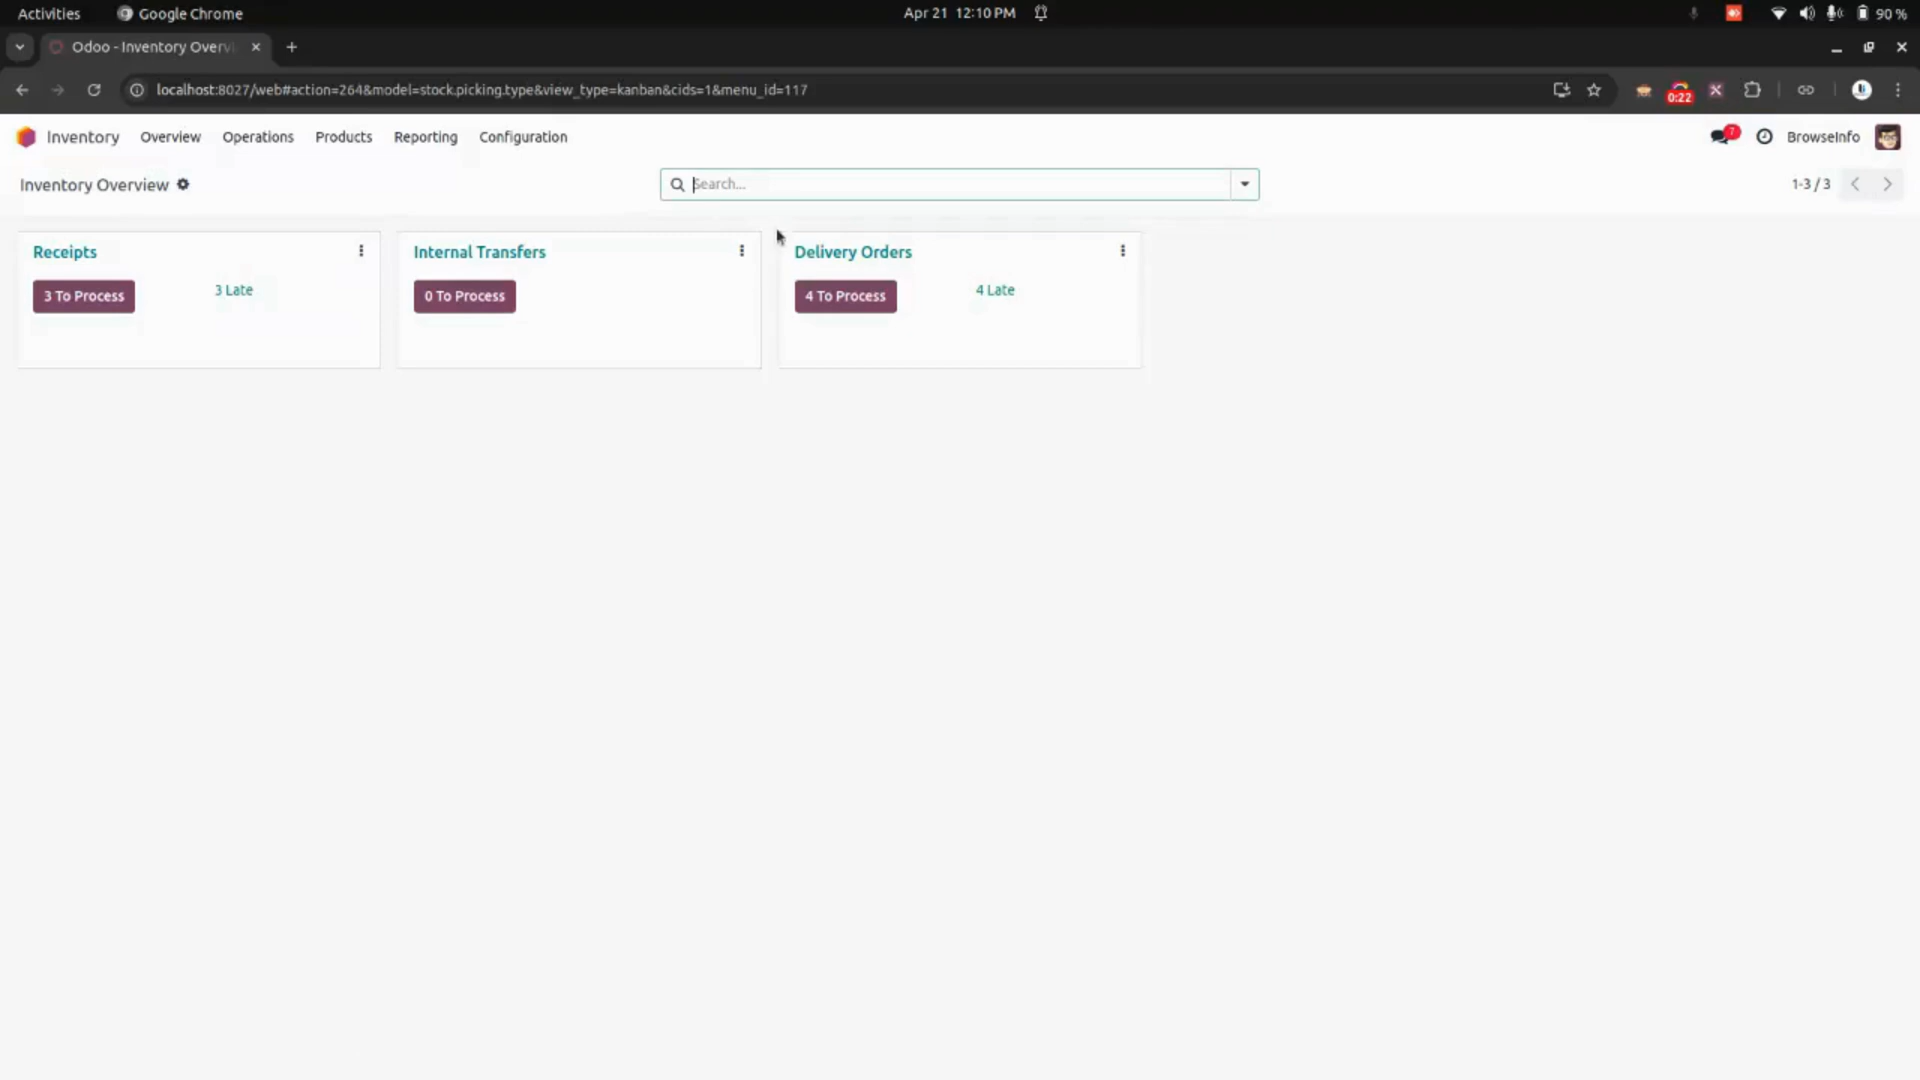 Activities Google Chrome Apr 21 12:10 PM 90 %
Odoo - Inventory Overvi
localhost:8027/web#action=264&model=stock.picking.type&view_type=kanban&cids=1&menu_id=117 0:22
Inventory Overview Operations Products Reporting Configuration 7 BrowseInfo
Inventory Overview Search... 1-3 / 3
Receipts Internal Transfers Delivery Orders
3 To Process 3 Late 0 To Process 4 To Process 4 Late